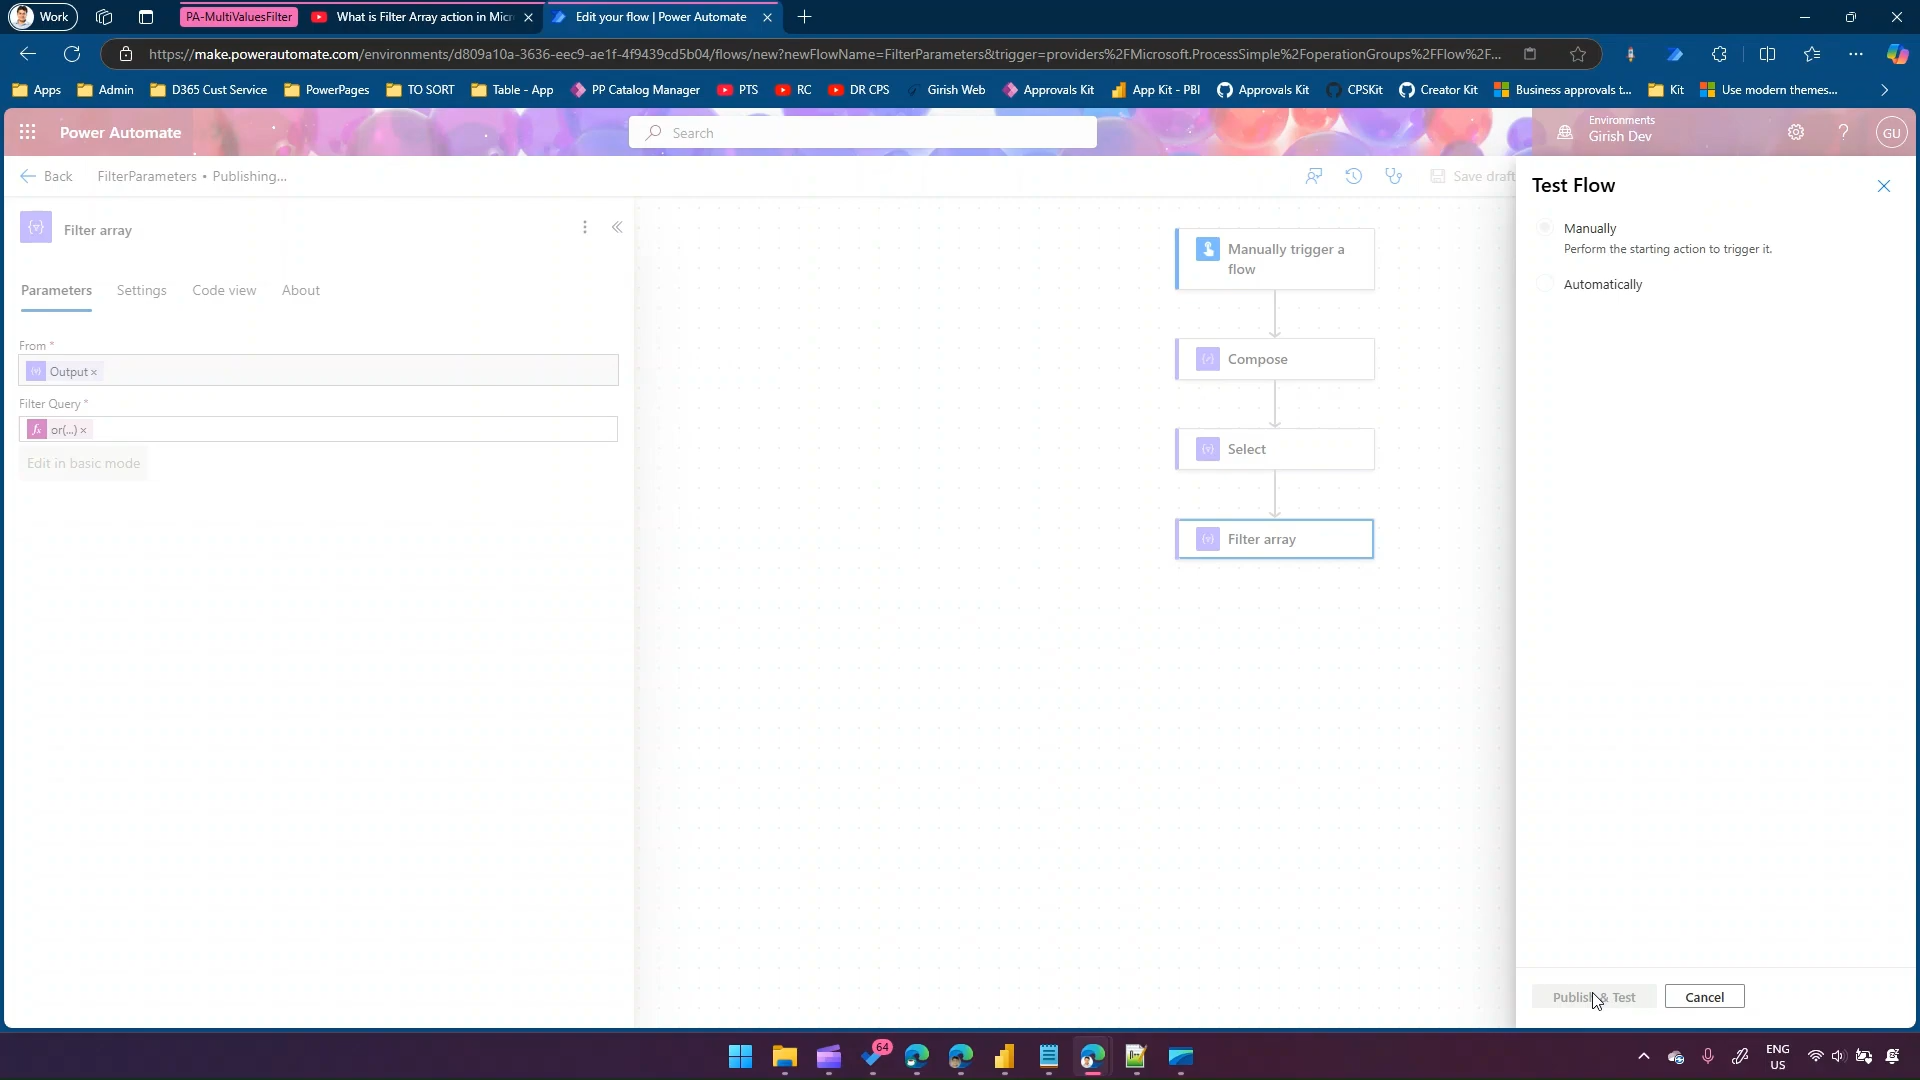 Work
PA-MultiValuesFilter
What is Filter Array action in Micr
Edit your flow | Power Automate
https://make.powerautomate.com/environments/d809a10a-3636-eec9-ae1f-4f9439cd5b04/flows/new?newFlowName=FilterParameters&trigger=providers%2FMicrosoft.ProcessSimple%2FoperationGroups%2FFlow%2F...
Apps
Admin
D365 Cust Service
PowerPages
TO SORT
Table - App
PP Catalog Manager
PTS
RC
DR CPS
Girish Web
Approvals Kit
App Kit - PBI
Approvals Kit
CPSKit
Creator Kit
Business approvals t...
Kit
Use modern themes...
Power Automate
Search
Environments
Girish Dev
GU
Back
FilterParameters • Publishing...
Save draft
Filter array
Parameters
Settings
Code view
About
From *
Output ×
Filter Query *
fx or(...) ×
Edit in basic mode
Manually trigger a
flow
Compose
Select
Filter array
Test Flow
Manually
Perform the starting action to trigger it.
Automatically
Publish & Test
Cancel
64
ENG
US